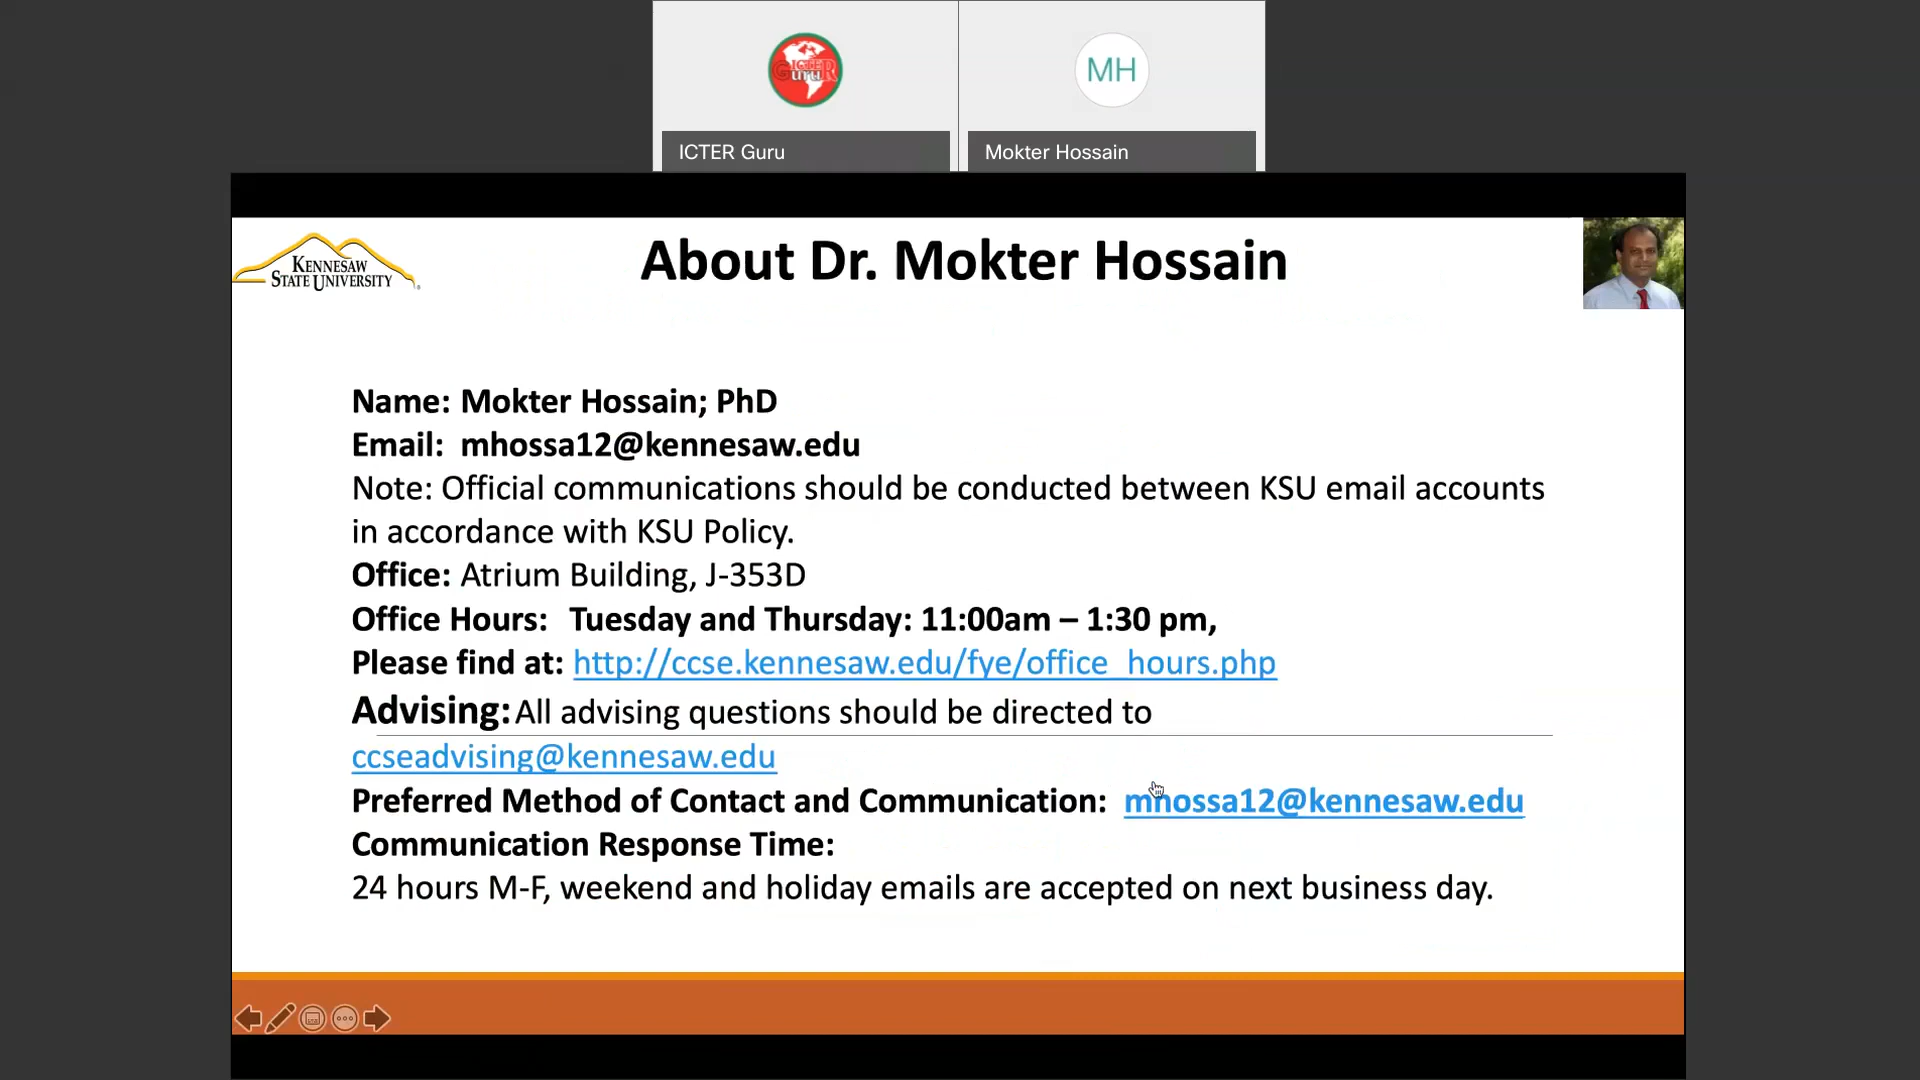 ICTER
GuruR
MH
ICTER Guru
Mokter Hossain
KENNESAW
STATE UNIVERSITY
About Dr. Mokter Hossain
Name: Mokter Hossain; PhD
Email: mhossa12@kennesaw.edu
Note: Official communications should be conducted between KSU email accounts
in accordance with KSU Policy.
Office: Atrium Building, J-353D
Office Hours: Tuesday and Thursday: 11:00am – 1:30 pm,
Please find at: http://ccse.kennesaw.edu/fye/office_hours.php
Advising: All advising questions should be directed to
ccseadvising@kennesaw.edu
Preferred Method of Contact and Communication: mhossa12@kennesaw.edu
Communication Response Time:
24 hours M-F, weekend and holiday emails are accepted on next business day.